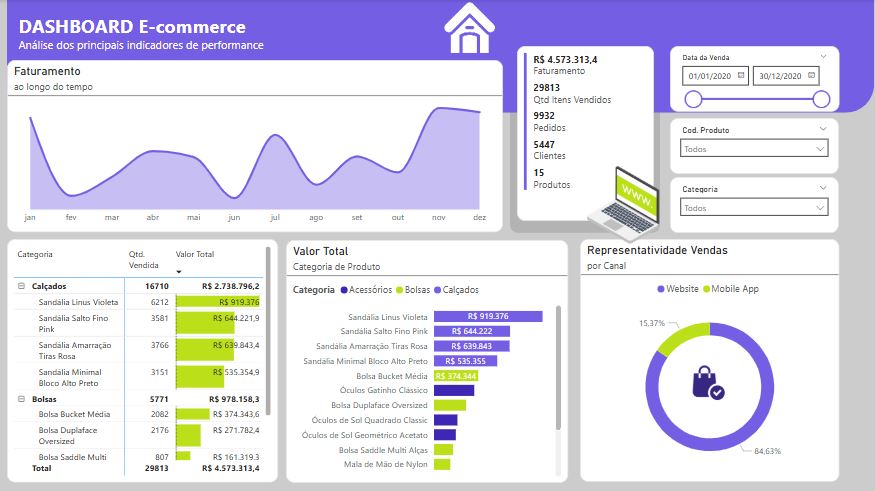 DASHBOARD E-commerce
Análise dos principais indicadores de performance
Faturamento
ao longo do tempo
jan fev mar abr mai jun jul ago set out nov dez
R$ 4.573.313,4
Faturamento
29813
Qtd Itens Vendidos
9932
Pedidos
5447
Clientes
15
Produtos
WWW.
Data da Venda
01/01/2020 30/12/2020
Cod. Produto
Todos
Categoria
Todos
Categoria Qtd. Vendida Valor Total
Calçados 16710 R$ 2.738.796,2
Sandália Linus Violeta 6212 R$ 919.376
Sandália Salto Fino Pink 3581 R$ 644.221,9
Sandália Amarração Tiras Rosa 3766 R$ 639.843,4
Sandália Minimal Bloco Alto Preto 3151 R$ 535.354,9
Bolsas 5771 R$ 978.158,3
Bolsa Bucket Média 2082 R$ 374.343,6
Bolsa Duplaface Oversized 2176 R$ 271.782,4
Bolsa Saddle Multi 807 R$ 161.319,3
Total 29813 R$ 4.573.313,4
Valor Total
Categoria de Produto
Categoria Acessórios Bolsas Calçados
Sandália Linus Violeta R$ 919.376
Sandália Salto Fino Pink R$ 644.222
Sandália Amarração Tiras Rosa R$ 639.843
Sandália Minimal Bloco Alto Preto R$ 535.355
Bolsa Bucket Média R$ 374.344
Óculos Gatinho Clássico
Bolsa Duplaface Oversized
Óculos de Sol Quadrado Classic
Óculos de Sol Geométrico Acetato
Bolsa Saddle Multi Alças
Mala de Mão de Nylon
Representatividade Vendas
por Canal
Website Mobile App
15,37%
84,63%